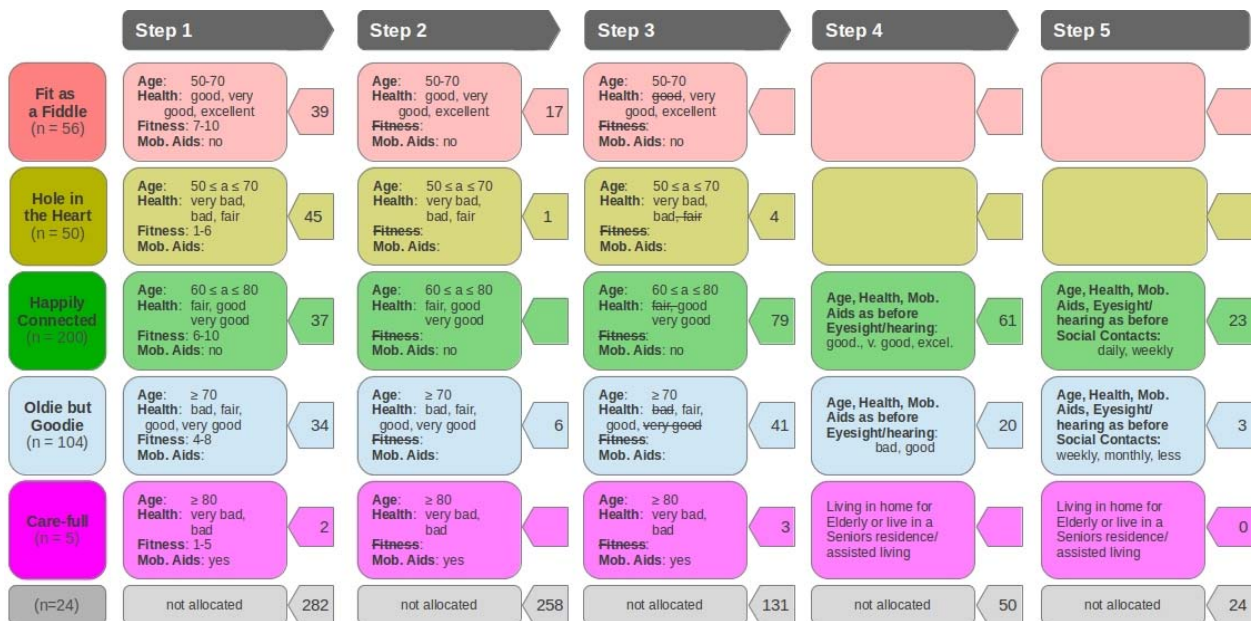 Step 1
Step 2
Step 3
Step 4
Step 5
Fit as
a Fiddle
(n = 56)
Age: 50-70
Health: good, very
good, excellent
Fitness: 7-10
Mob. Aids: no
39
Age: 50-70
Health: good, very
good, excellent
Fitness:
Mob. Aids: no
17
Age: 50-70
Health: good, very
good, excellent
Fitness:
Mob. Aids: no
Hole in
the Heart
(n = 50)
Age: 50 ≤ a ≤ 70
Health: very bad,
bad, fair
Fitness: 1-6
Mob. Aids:
45
Age: 50 ≤ a ≤ 70
Health: very bad,
bad, fair
Fitness:
Mob. Aids:
1
Age: 50 ≤ a ≤ 70
Health: very bad,
bad, fair
Fitness:
Mob. Aids:
4
Happily
Connected
(n = 200)
Age: 60 ≤ a ≤ 80
Health: fair, good
very good
Fitness: 6-10
Mob. Aids: no
37
Age: 60 ≤ a ≤ 80
Health: fair, good
very good
Fitness:
Mob. Aids: no
Age: 60 ≤ a ≤ 80
Health: fair, good
very good
Fitness:
Mob. Aids: no
79
Age, Health, Mob.
Aids as before
Eyesight/hearing:
good., v. good, excel.
61
Age, Health, Mob.
Aids, Eyesight/
hearing as before
Social Contacts:
daily, weekly
23
Oldie but
Goodie
(n = 104)
Age: ≥ 70
Health: bad, fair,
good, very good
Fitness: 4-8
Mob. Aids:
34
Age: ≥ 70
Health: bad, fair,
good, very good
Fitness:
Mob. Aids:
6
Age: ≥ 70
Health: bad, fair,
good, very good
Fitness:
Mob. Aids:
41
Age, Health, Mob.
Aids as before
Eyesight/hearing:
bad, good
20
Age, Health, Mob.
Aids, Eyesight/
hearing as before
Social Contacts:
weekly, monthly, less
3
Care-full
(n = 5)
Age: ≥ 80
Health: very bad,
bad
Fitness: 1-5
Mob. Aids: yes
2
Age: ≥ 80
Health: very bad,
bad
Fitness:
Mob. Aids: yes
Age: ≥ 80
Health: very bad,
bad
Fitness:
Mob. Aids: yes
3
Living in home for
Elderly or live in a
Seniors residence/
assisted living
Living in home for
Elderly or live in a
Seniors residence/
assisted living
0
(n=24)
not allocated
282
not allocated
258
not allocated
131
not allocated
50
not allocated
24